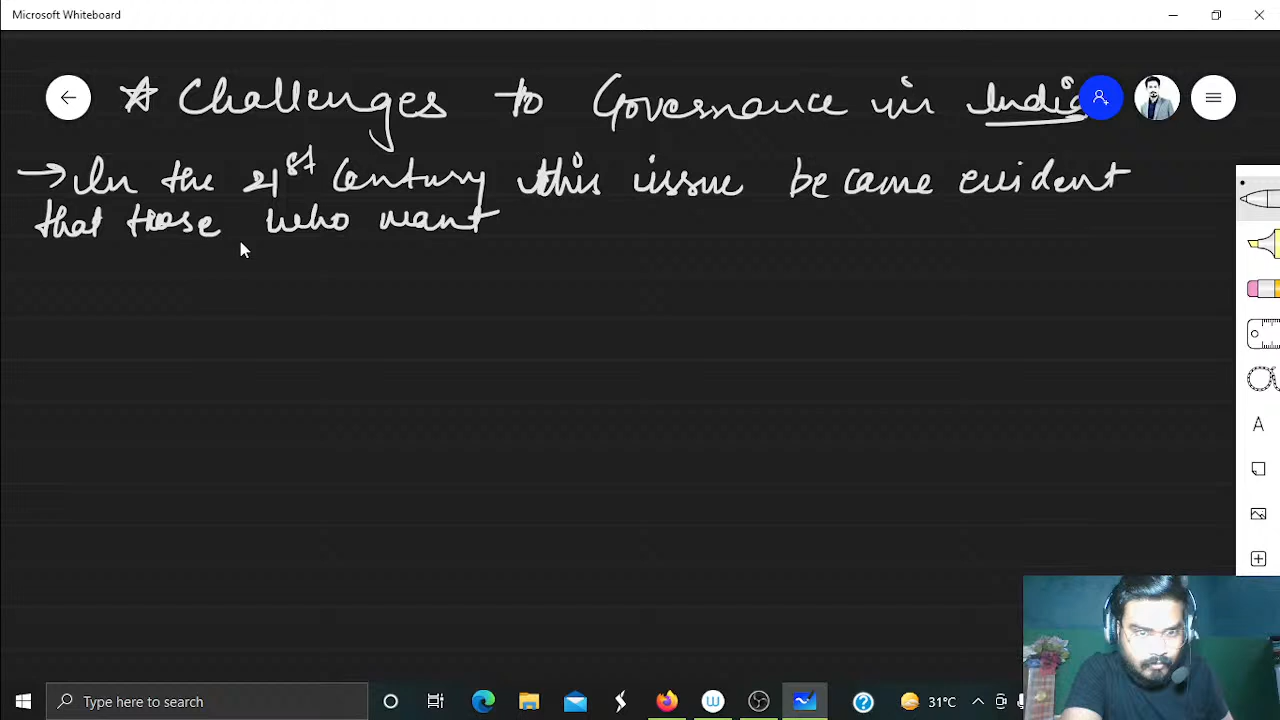 Microsoft Whiteboard
☆ Challenges to Governance in India
→ In the 21st Century this issue became evident
that those who want
A
Type here to search
31°C